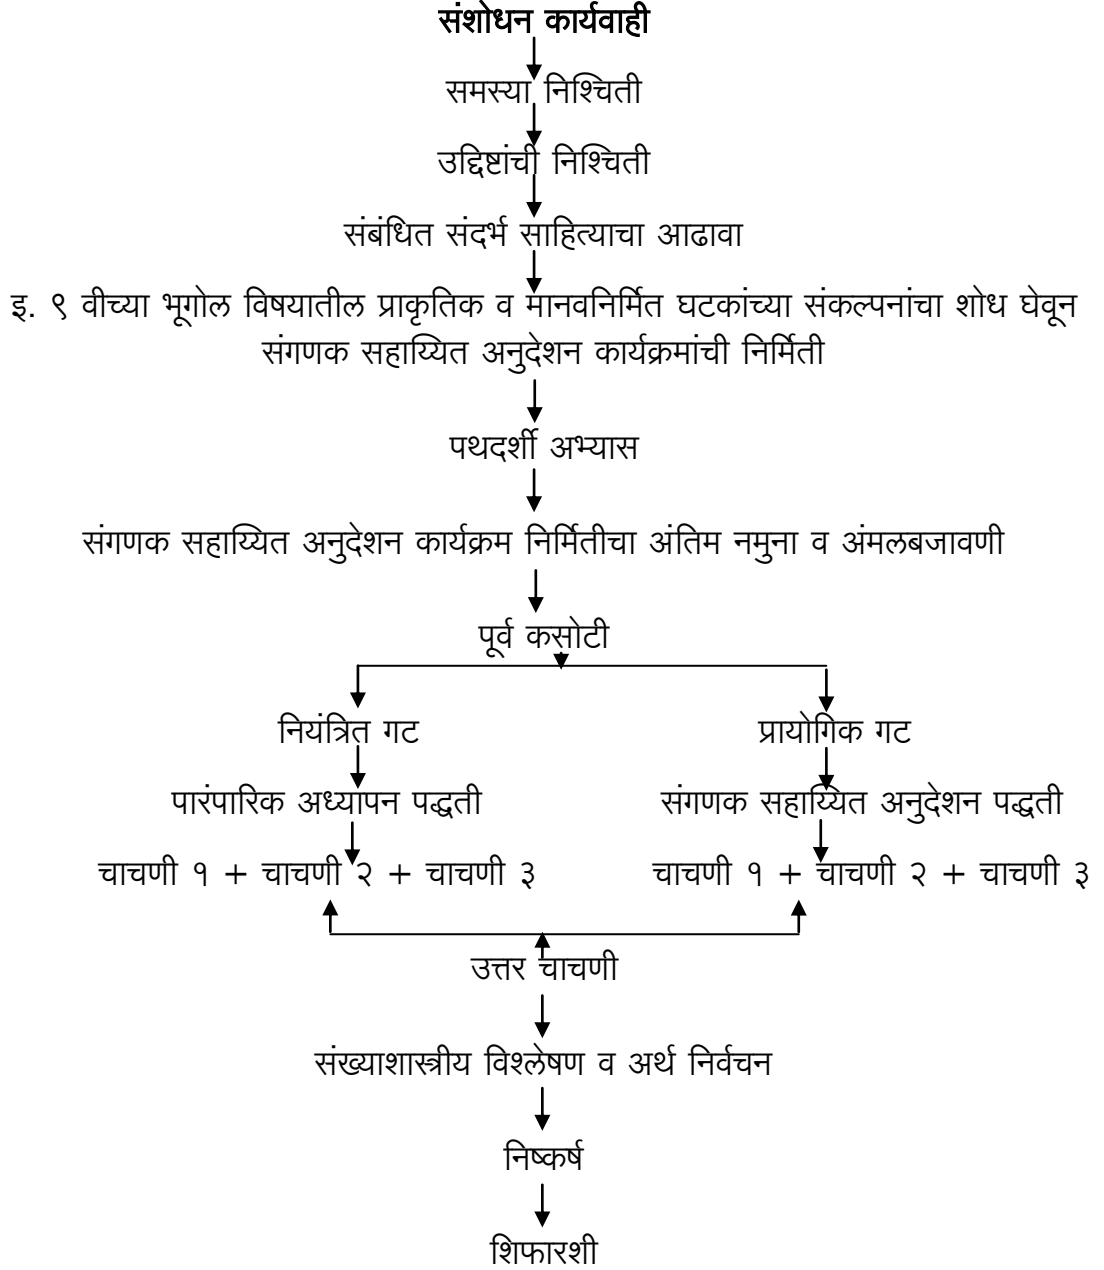 संशोधन कार्यवाही
समस्या निश्चिती
उद्दिष्टांची निश्चिती
संबंधित संदर्भ साहित्याचा आढावा
इ. ९ वीच्या भूगोल विषयातील प्राकृतिक व मानवनिर्मित घटकांच्या संकल्पनांचा शोध घेवून
संगणक सहाय्यित अनुदेशन कार्यक्रमांची निर्मिती
पथदर्शी अभ्यास
संगणक सहाय्यित अनुदेशन कार्यक्रम निर्मितीचा अंतिम नमुना व अंमलबजावणी
पूर्व कसोटी
नियंत्रित गट प्रायोगिक गट
पारंपारिक अध्यापन पद्धती संगणक सहाय्यित अनुदेशन पद्धती
चाचणी १ + चाचणी २ + चाचणी ३ चाचणी १ + चाचणी २ + चाचणी ३
उत्तर चाचणी
संख्याशास्त्रीय विश्लेषण व अर्थ निर्वचन
निष्कर्ष
शिफारशी